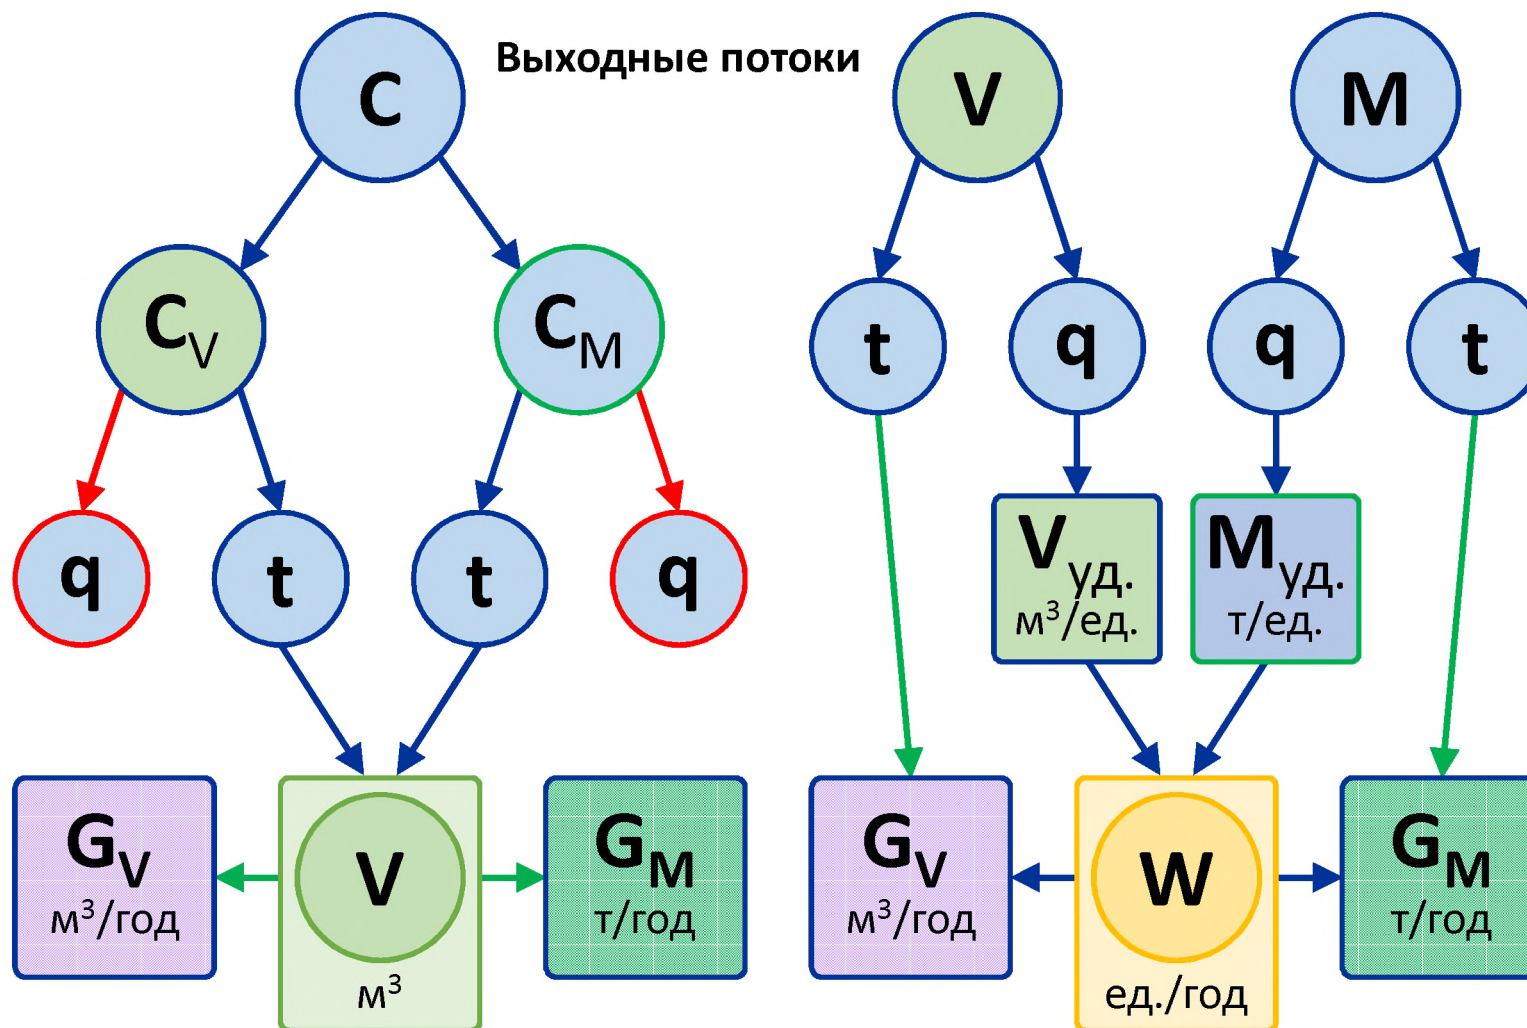 Выходные потоки
C
V
M
C_V
C_M
t
q
q
t
q
t
t
q
V_уд.
м³/ед.
M_уд.
т/ед.
G_V
м³/год
V
м³
G_M
т/год
G_V
м³/год
W
ед./год
G_M
т/год